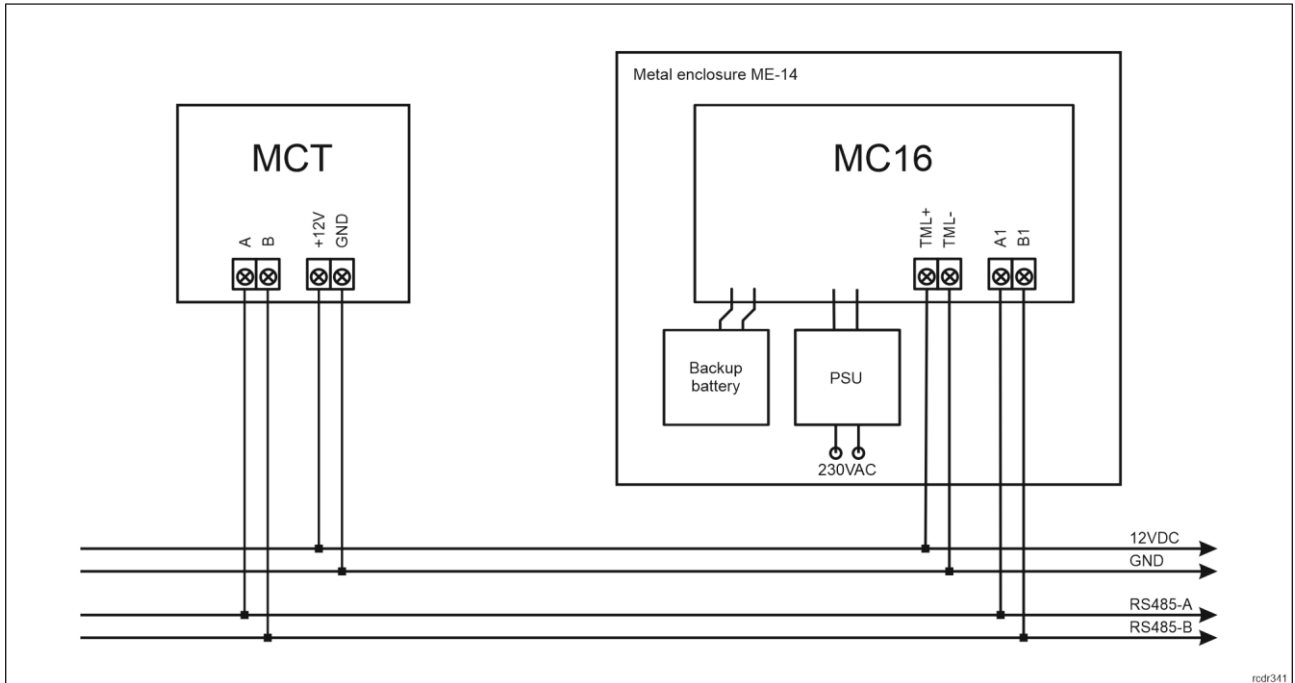 Metal enclosure ME-14
MCT
MC16
A
B
+12V
GND
TML+
TML-
A1
B1
Backup
battery
PSU
230VAC
12VDC
GND
RS485-A
RS485-B
rcdr341